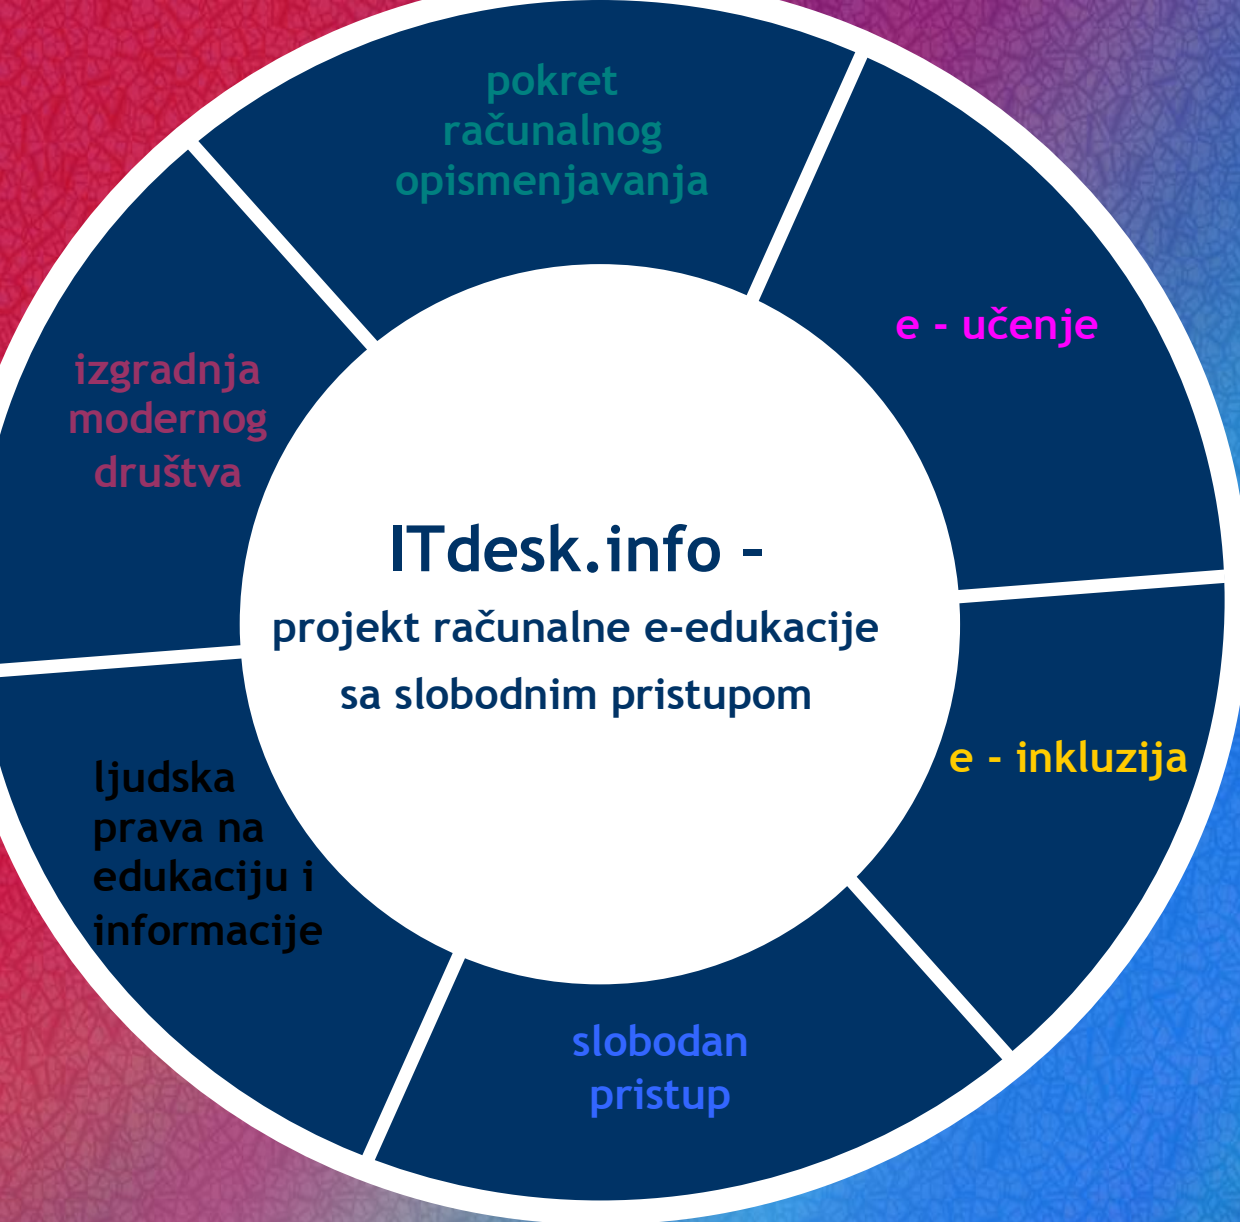 pokret
računalnog
opismenjavanja
e - učenje
izgradnja
modernog
društva
ITdesk.info –
projekt računalne e-edukacije
sa slobodnim pristupom
e - inkluzija
ljudska
prava na
edukaciju i
informacije
slobodan
pristup